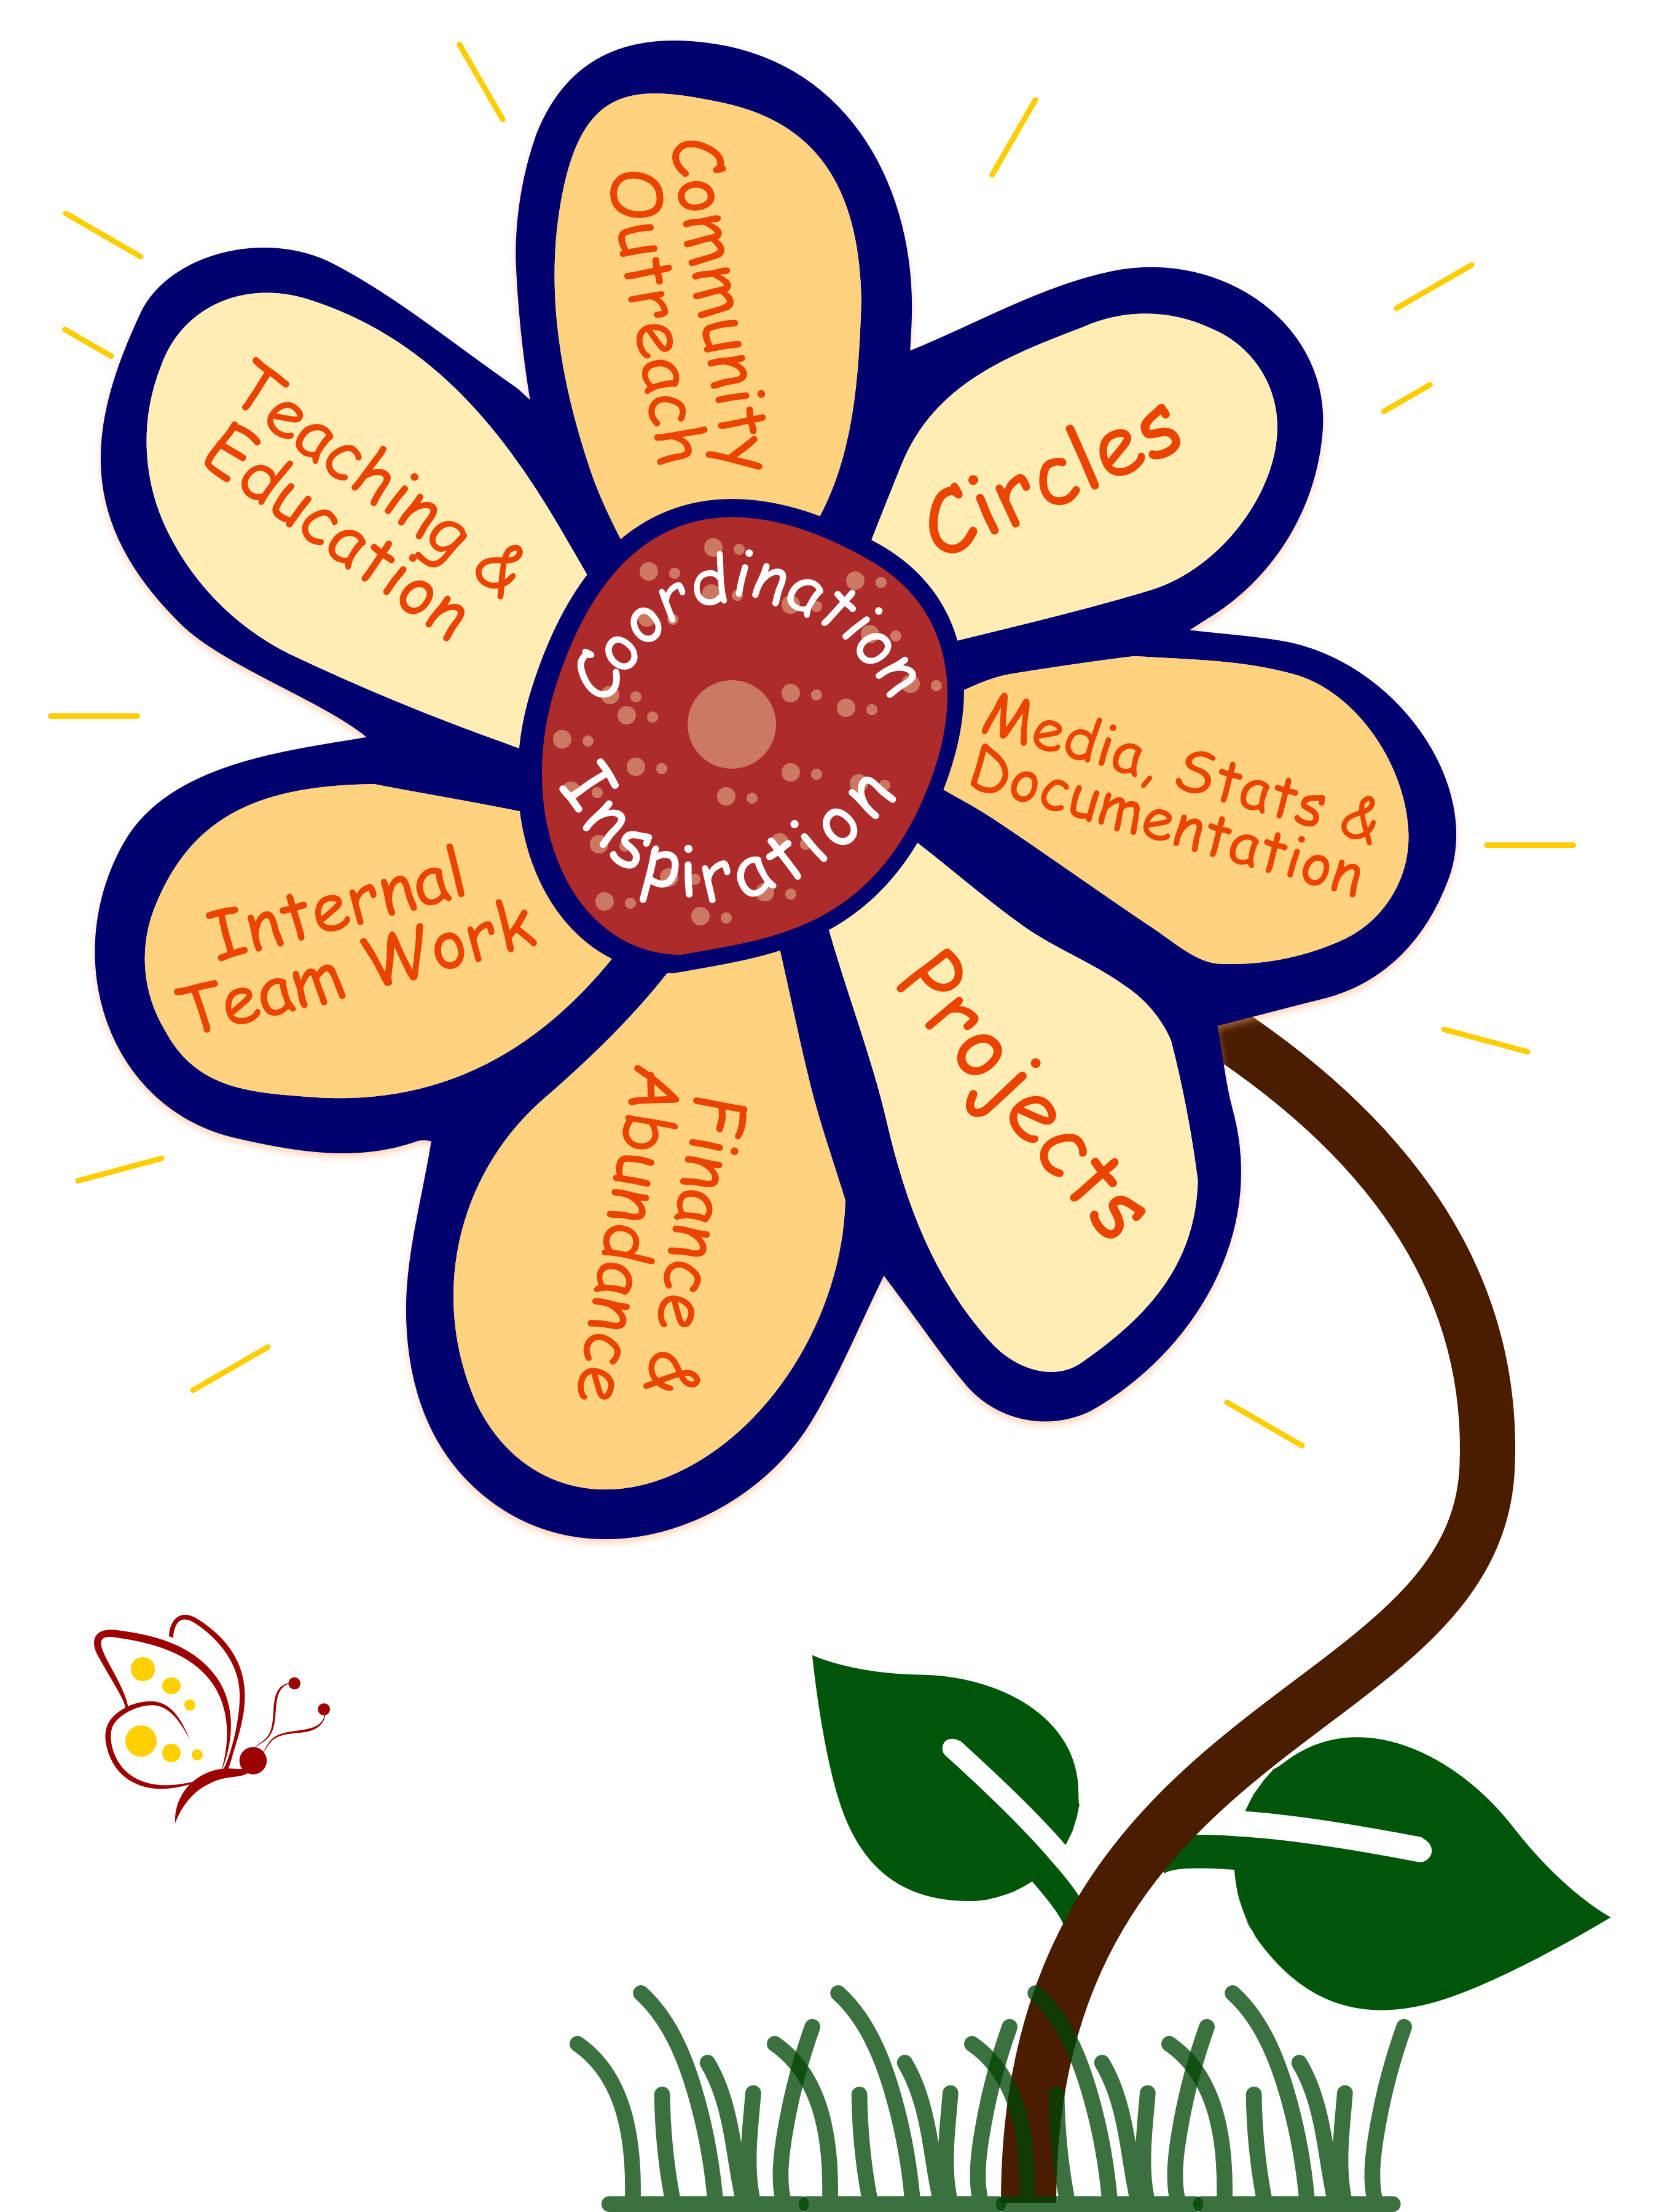 Community
Outreach
Circles
Media, Stats &
Documentation
Projects
Finance &
Abundance
Internal
Team Work
Teaching &
Education
Coordination
Inspiration